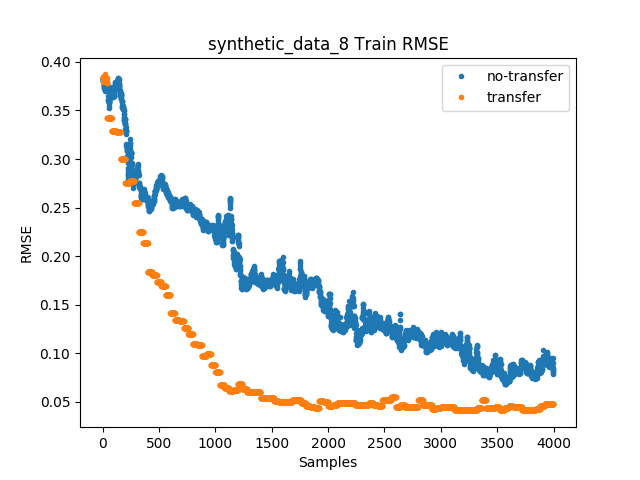 synthetic_data_8 Train RMSE
no-transfer
transfer
0.40
0.35
0.30
0.25
0.20
0.15
0.10
0.05
RMSE
0 500 1000 1500 2000 2500 3000 3500 4000
Samples